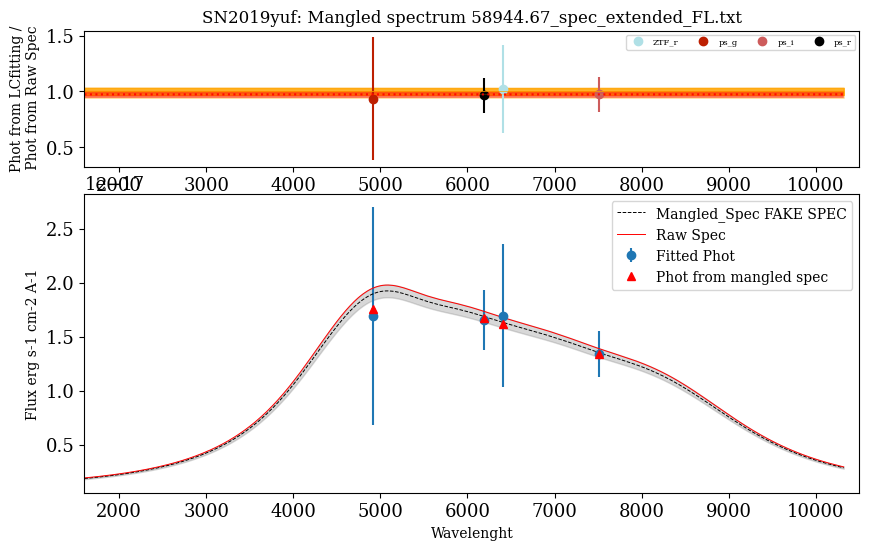 SN2019yuf: Mangled spectrum 58944.67_spec_extended_FL.txt
Phot from LCfitting /
Phot from Raw Spec
1.5
1.0
0.5
ZTF_r
ps_g
ps_i
ps_r
2000 3000 4000 5000 6000 7000 8000 9000 10000
1e−17
Flux erg s-1 cm-2 A-1
2.5
2.0
1.5
1.0
0.5
Mangled_Spec FAKE SPEC
Raw Spec
Fitted Phot
Phot from mangled spec
2000 3000 4000 5000 6000 7000 8000 9000 10000
Wavelenght